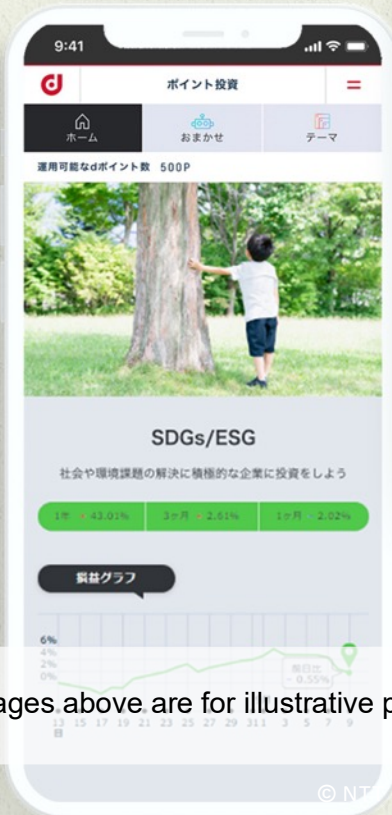 9:41
d
ポイント投資
ホーム
おまかせ
テーマ
運用可能なdポイント数 500P
SDGs/ESG
社会や環境課題の解決に積極的な企業に投資をしよう
1年 + 43.01% 3ヶ月 + 2.61% 1ヶ月 - 2.02%
損益グラフ
6%
4%
2%
0%
前日比
- 0.55%
ages above are for illustrative p
13 15 17 19 21 23 25 27 29 31 1 3 5 7 9
日
© NT